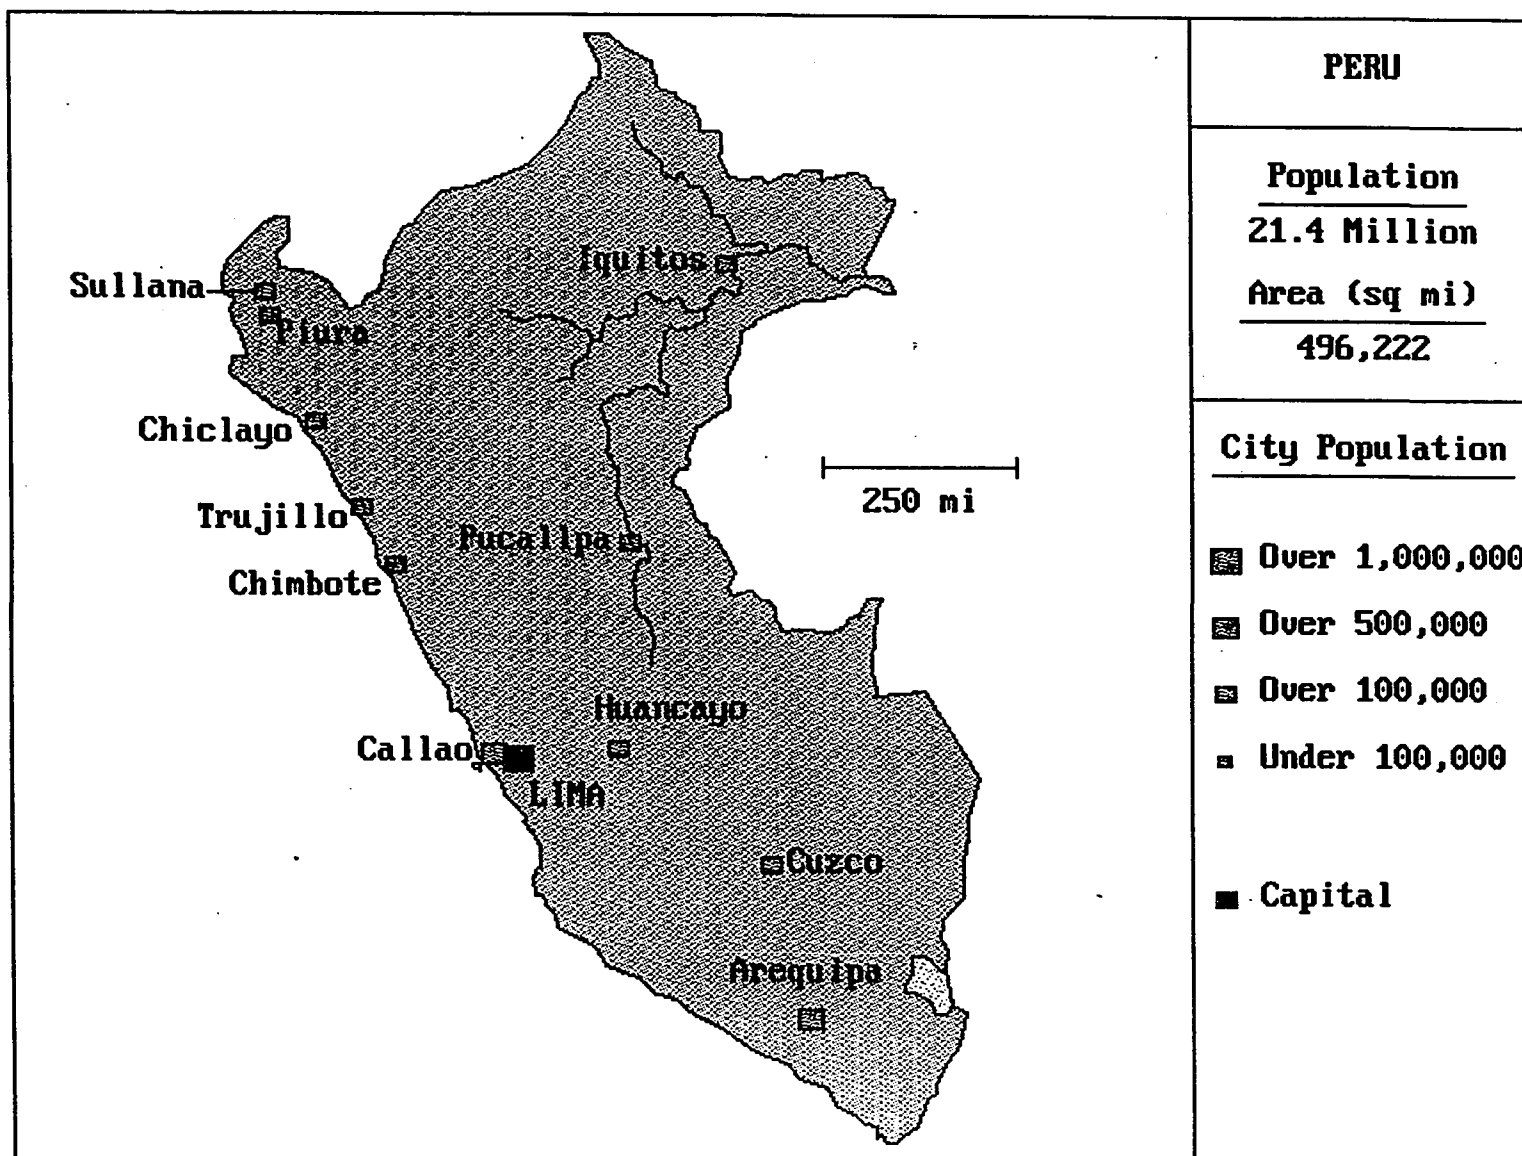 PERU
Population
21.4 Million
Area (sq mi)
496,222
City Population
Over 1,000,000
Over 500,000
Over 100,000
Under 100,000
Capital
Iquitos
Sullana
Piura
Chiclayo
250 mi
Trujillo
Pucallpa
Chimbote
Huancayo
Callao
LIMA
Cuzco
Arequipa